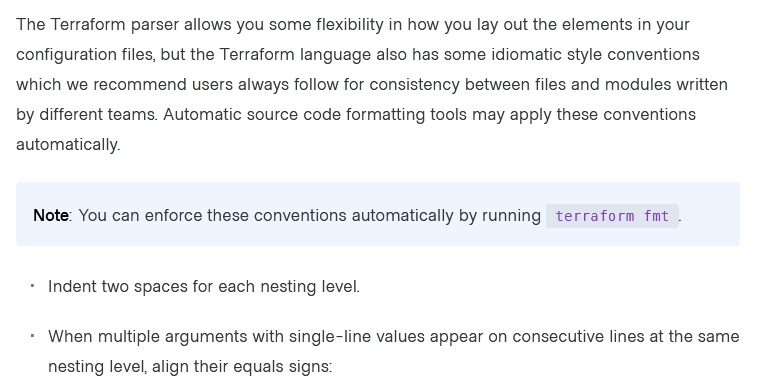 The Terraform parser allows you some flexibility in how you lay out the elements in your
configuration files, but the Terraform language also has some idiomatic style conventions
which we recommend users always follow for consistency between files and modules written
by different teams. Automatic source code formatting tools may apply these conventions
automatically.
Note: You can enforce these conventions automatically by running terraform fmt .
· Indent two spaces for each nesting level.
· When multiple arguments with single-line values appear on consecutive lines at the same
nesting level, align their equals signs: